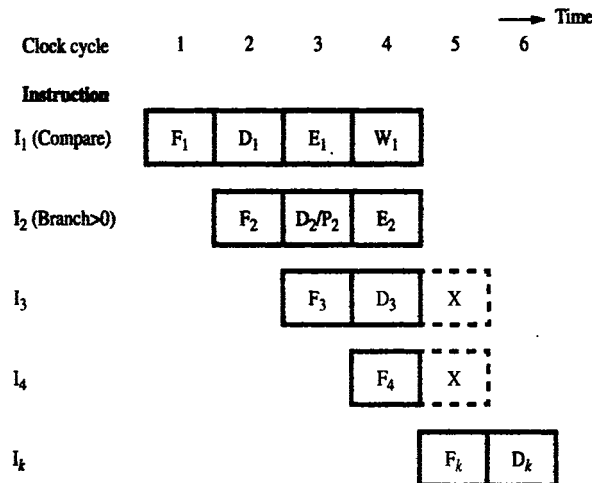 Time
Clock cycle 1 2 3 4 5 6
Instruction
I₁ (Compare) F₁ D₁ E₁ W₁
I₂ (Branch>0) F₂ D₂/P₂ E₂
I₃ F₃ D₃ X
I₄ F₄ X
Iₖ Fₖ Dₖ